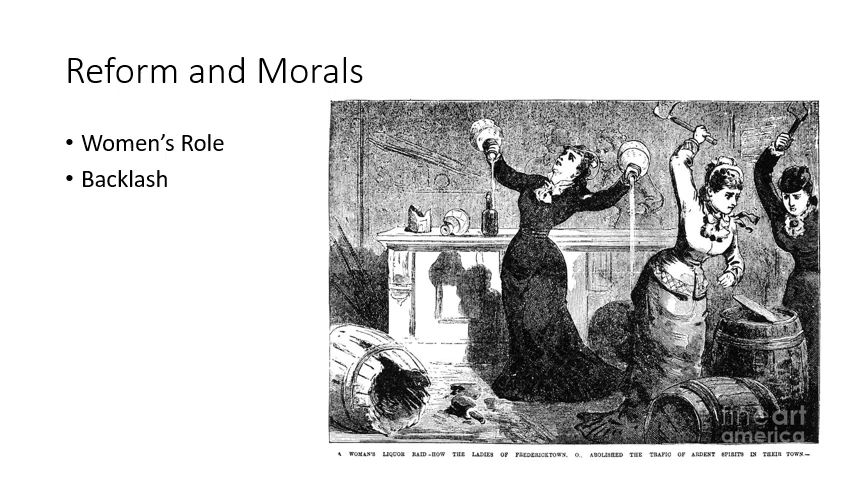 Reform and Morals
• Women's Role
• Backlash
fine art
america
A WOMAN'S LIQUOR RAID—HOW THE LADIES OF FREDERICKTOWN, O., ABOLISHED THE TRAFIC OF ARDENT SPIRITS IN THEIR TOWN.—